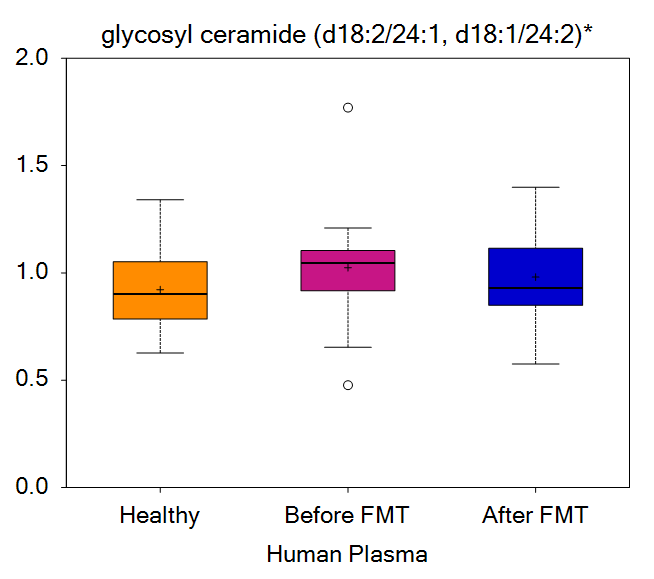 glycosyl ceramide (d18:2/24:1, d18:1/24:2)*
2.0
1.5
1.0
0.5
0.0
Healthy Before FMT After FMT
Human Plasma